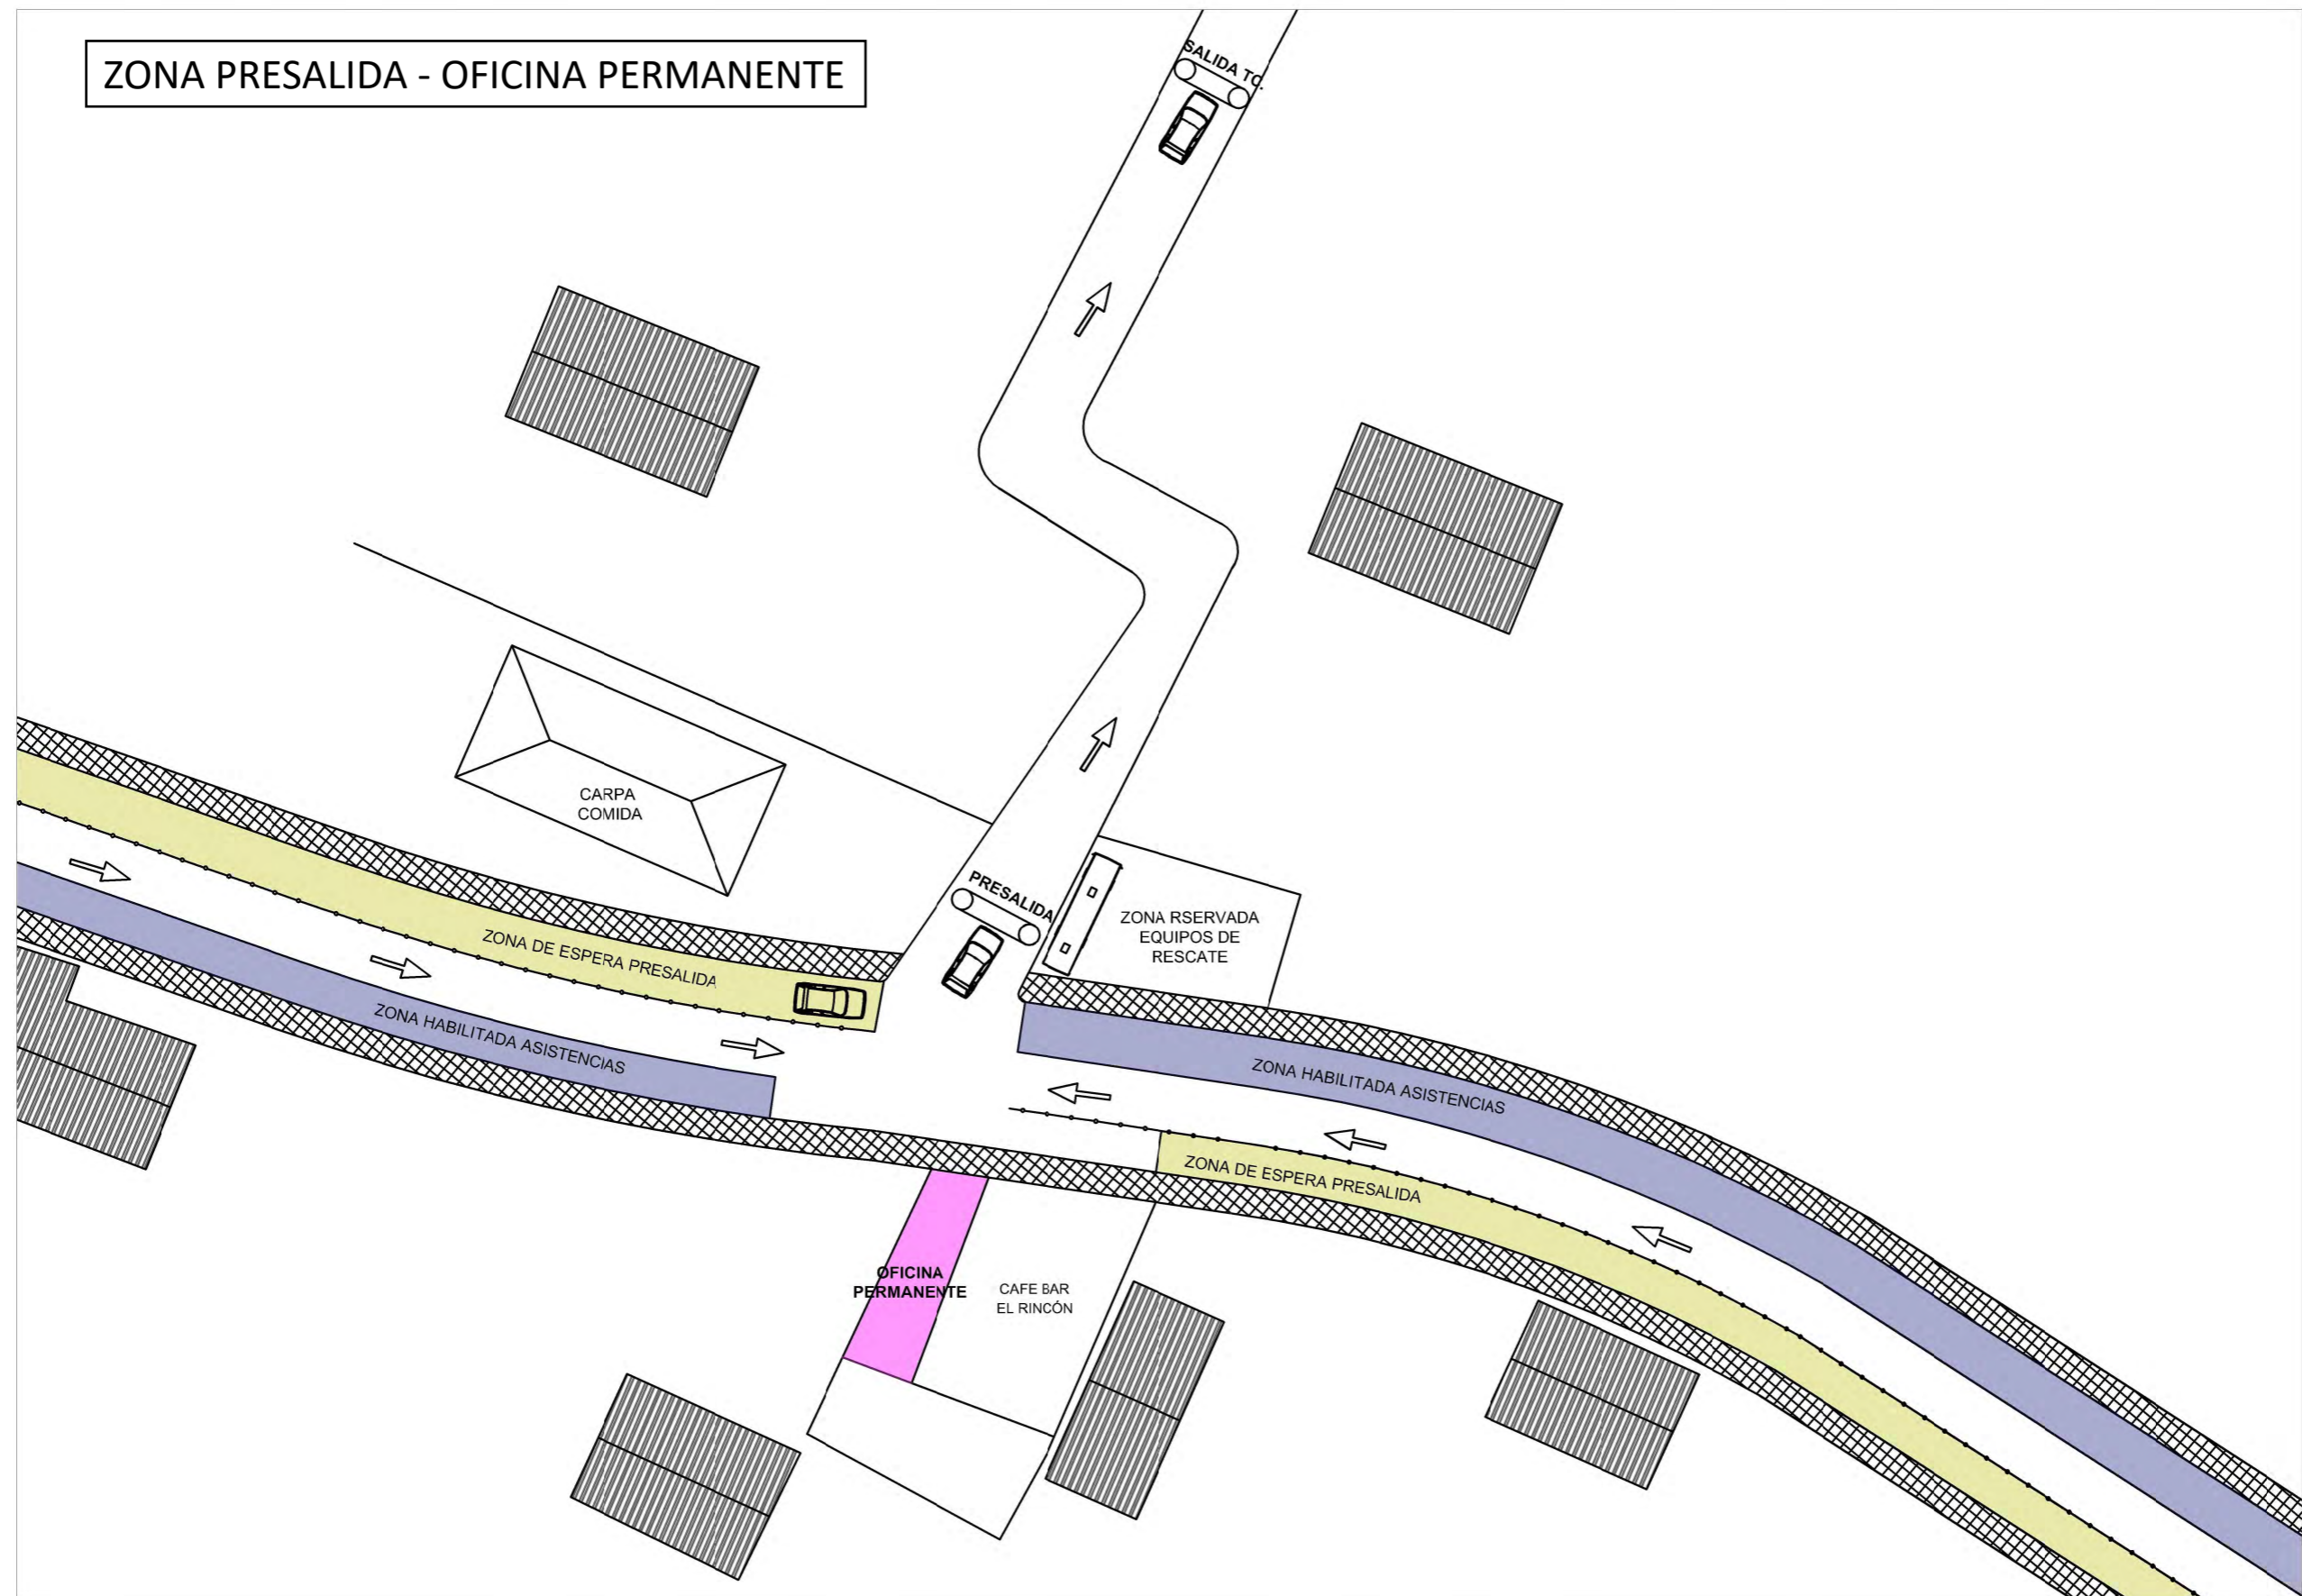 ZONA PRESALIDA - OFICINA PERMANENTE
SALIDA TC.
CARPA
COMIDA
PRESALIDA
ZONA RSERVADA
EQUIPOS DE
RESCATE
ZONA DE ESPERA PRESALIDA
ZONA HABILITADA ASISTENCIAS
ZONA HABILITADA ASISTENCIAS
ZONA DE ESPERA PRESALIDA
OFICINA
PERMANENTE
CAFE BAR
EL RINCÓN